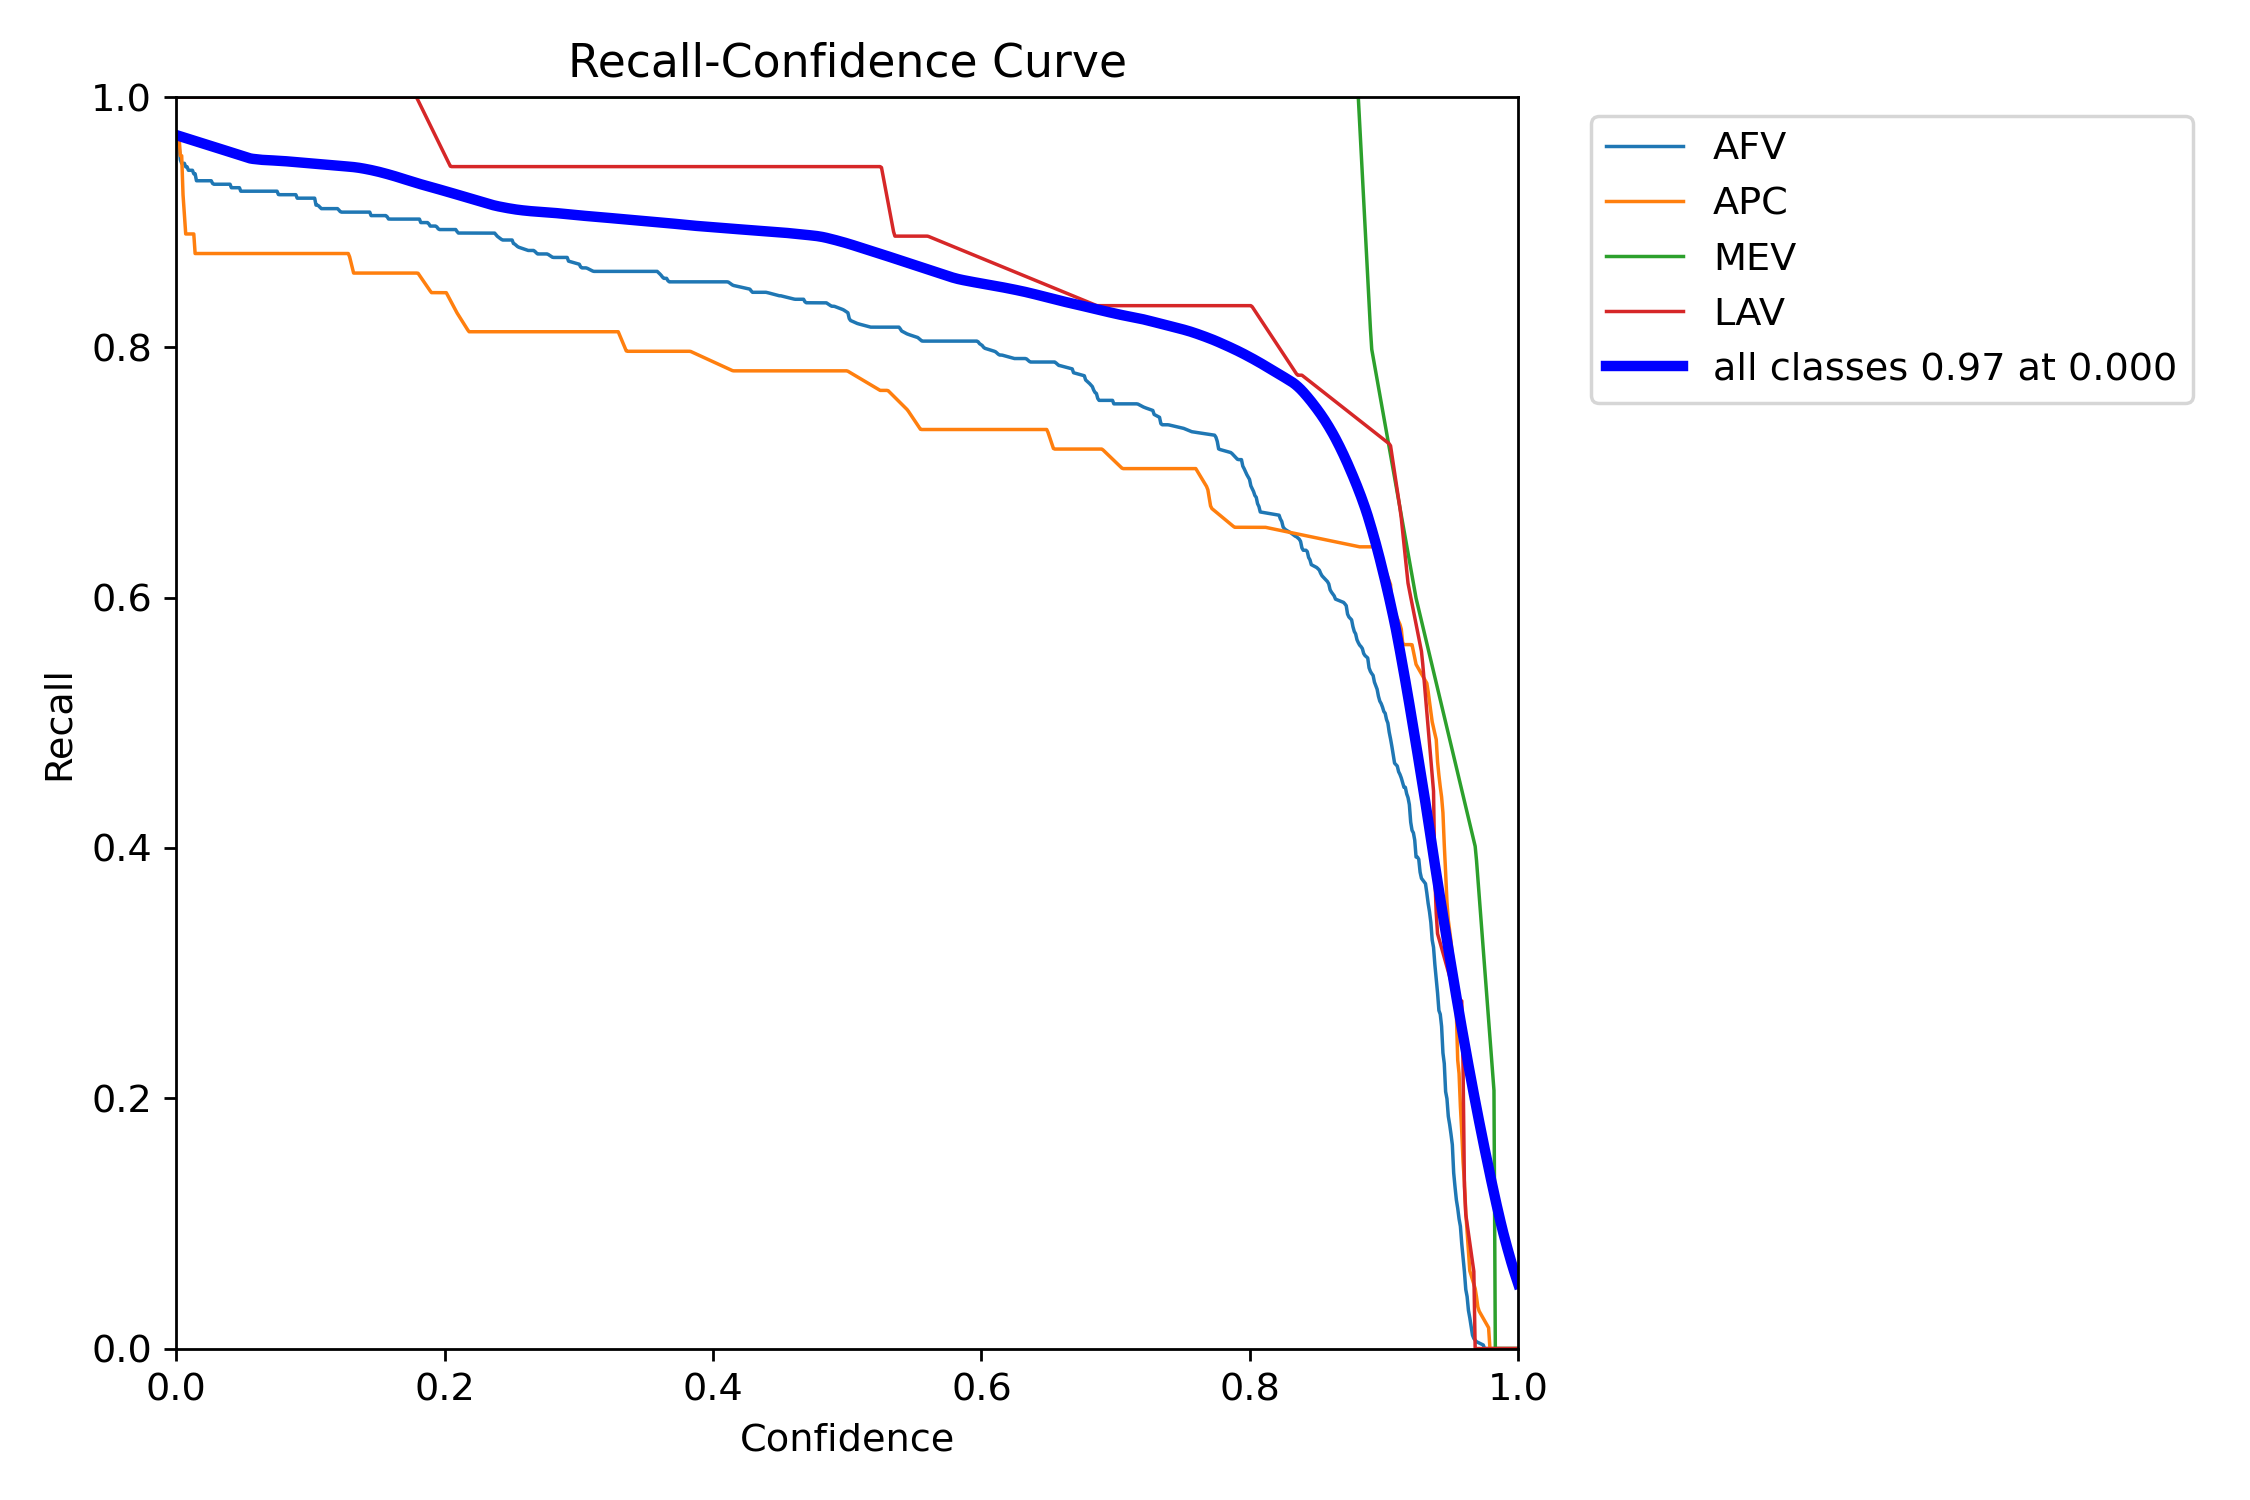 Recall-Confidence Curve
1.0
0.8
0.6
0.4
0.2
0.0
Recall
0.0 0.2 0.4 0.6 0.8 1.0
Confidence
AFV
APC
MEV
LAV
all classes 0.97 at 0.000